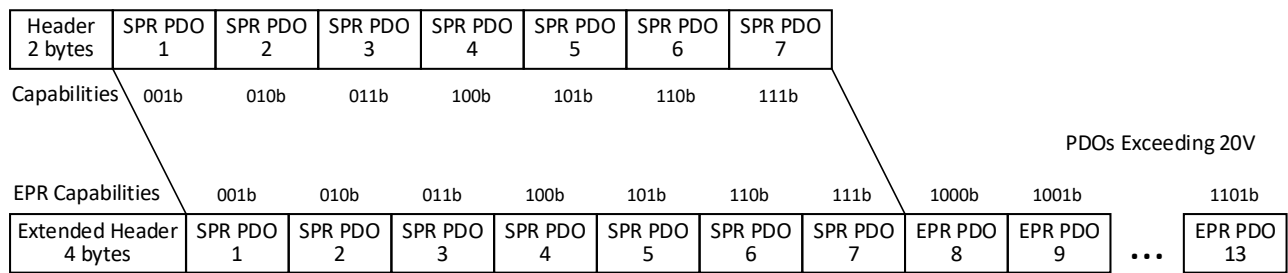 Header SPR PDO SPR PDO SPR PDO SPR PDO SPR PDO SPR PDO SPR PDO
2 bytes 1 2 3 4 5 6 7
Capabilities 001b 010b 011b 100b 101b 110b 111b
PDOs Exceeding 20V
EPR Capabilities 001b 010b 011b 100b 101b 110b 111b 1000b 1001b 1101b
Extended Header SPR PDO SPR PDO SPR PDO SPR PDO SPR PDO SPR PDO SPR PDO EPR PDO EPR PDO EPR PDO
4 bytes 1 2 3 4 5 6 7 8 9 ... 13